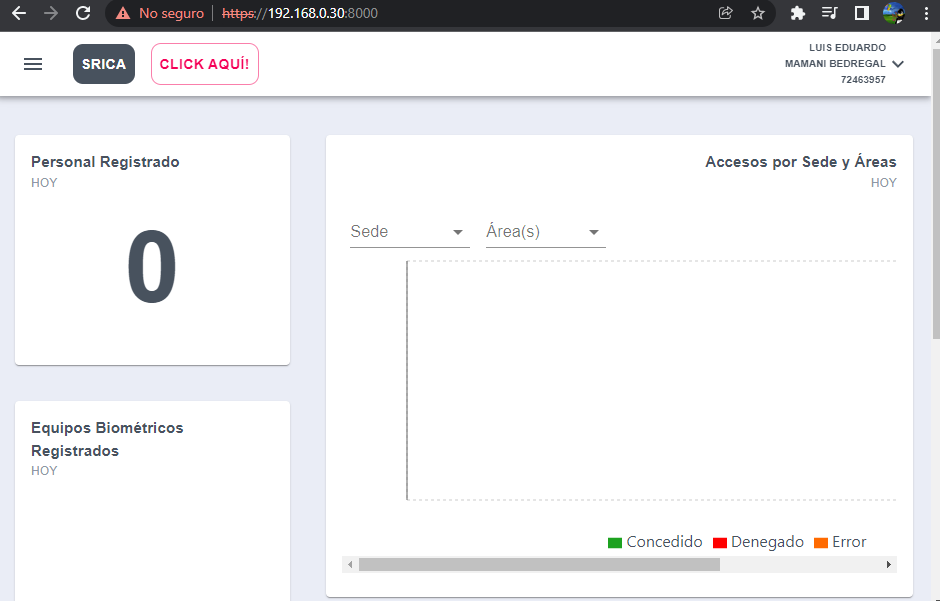 No seguro | https://192.168.0.30:8000
SRICA
CLICK AQUÍ!
LUIS EDUARDO
MAMANI BEDREGAL
72463957
Personal Registrado
HOY
0
Accesos por Sede y Áreas
HOY
Sede
Área(s)
Concedido
Denegado
Error
Equipos Biométricos
Registrados
HOY